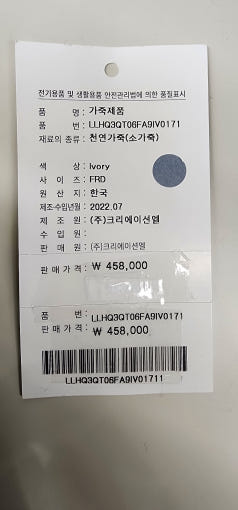 전기용품 및 생활용품 안전관리법에 의한 품질표시
품 명 : 가죽제품
품 번 : LLHQ3QT06FA9IV0171
재료의 종류 : 천연가죽(소가죽)
색 상 : Ivory
사 이 즈 : FRD
원 산 지 : 한국
제조·수입년월 : 2022.07
제 조 원 : (주)크리에이션엘
수 입 원 :
판 매 원 : (주)크리에이션엘
판 매 가 격 : ₩ 458,000
품 번 : LLHQ3QT06FA9IV0171
판 매 가 격 : ₩ 458,000
LLHQ3QT06FA9IV01711